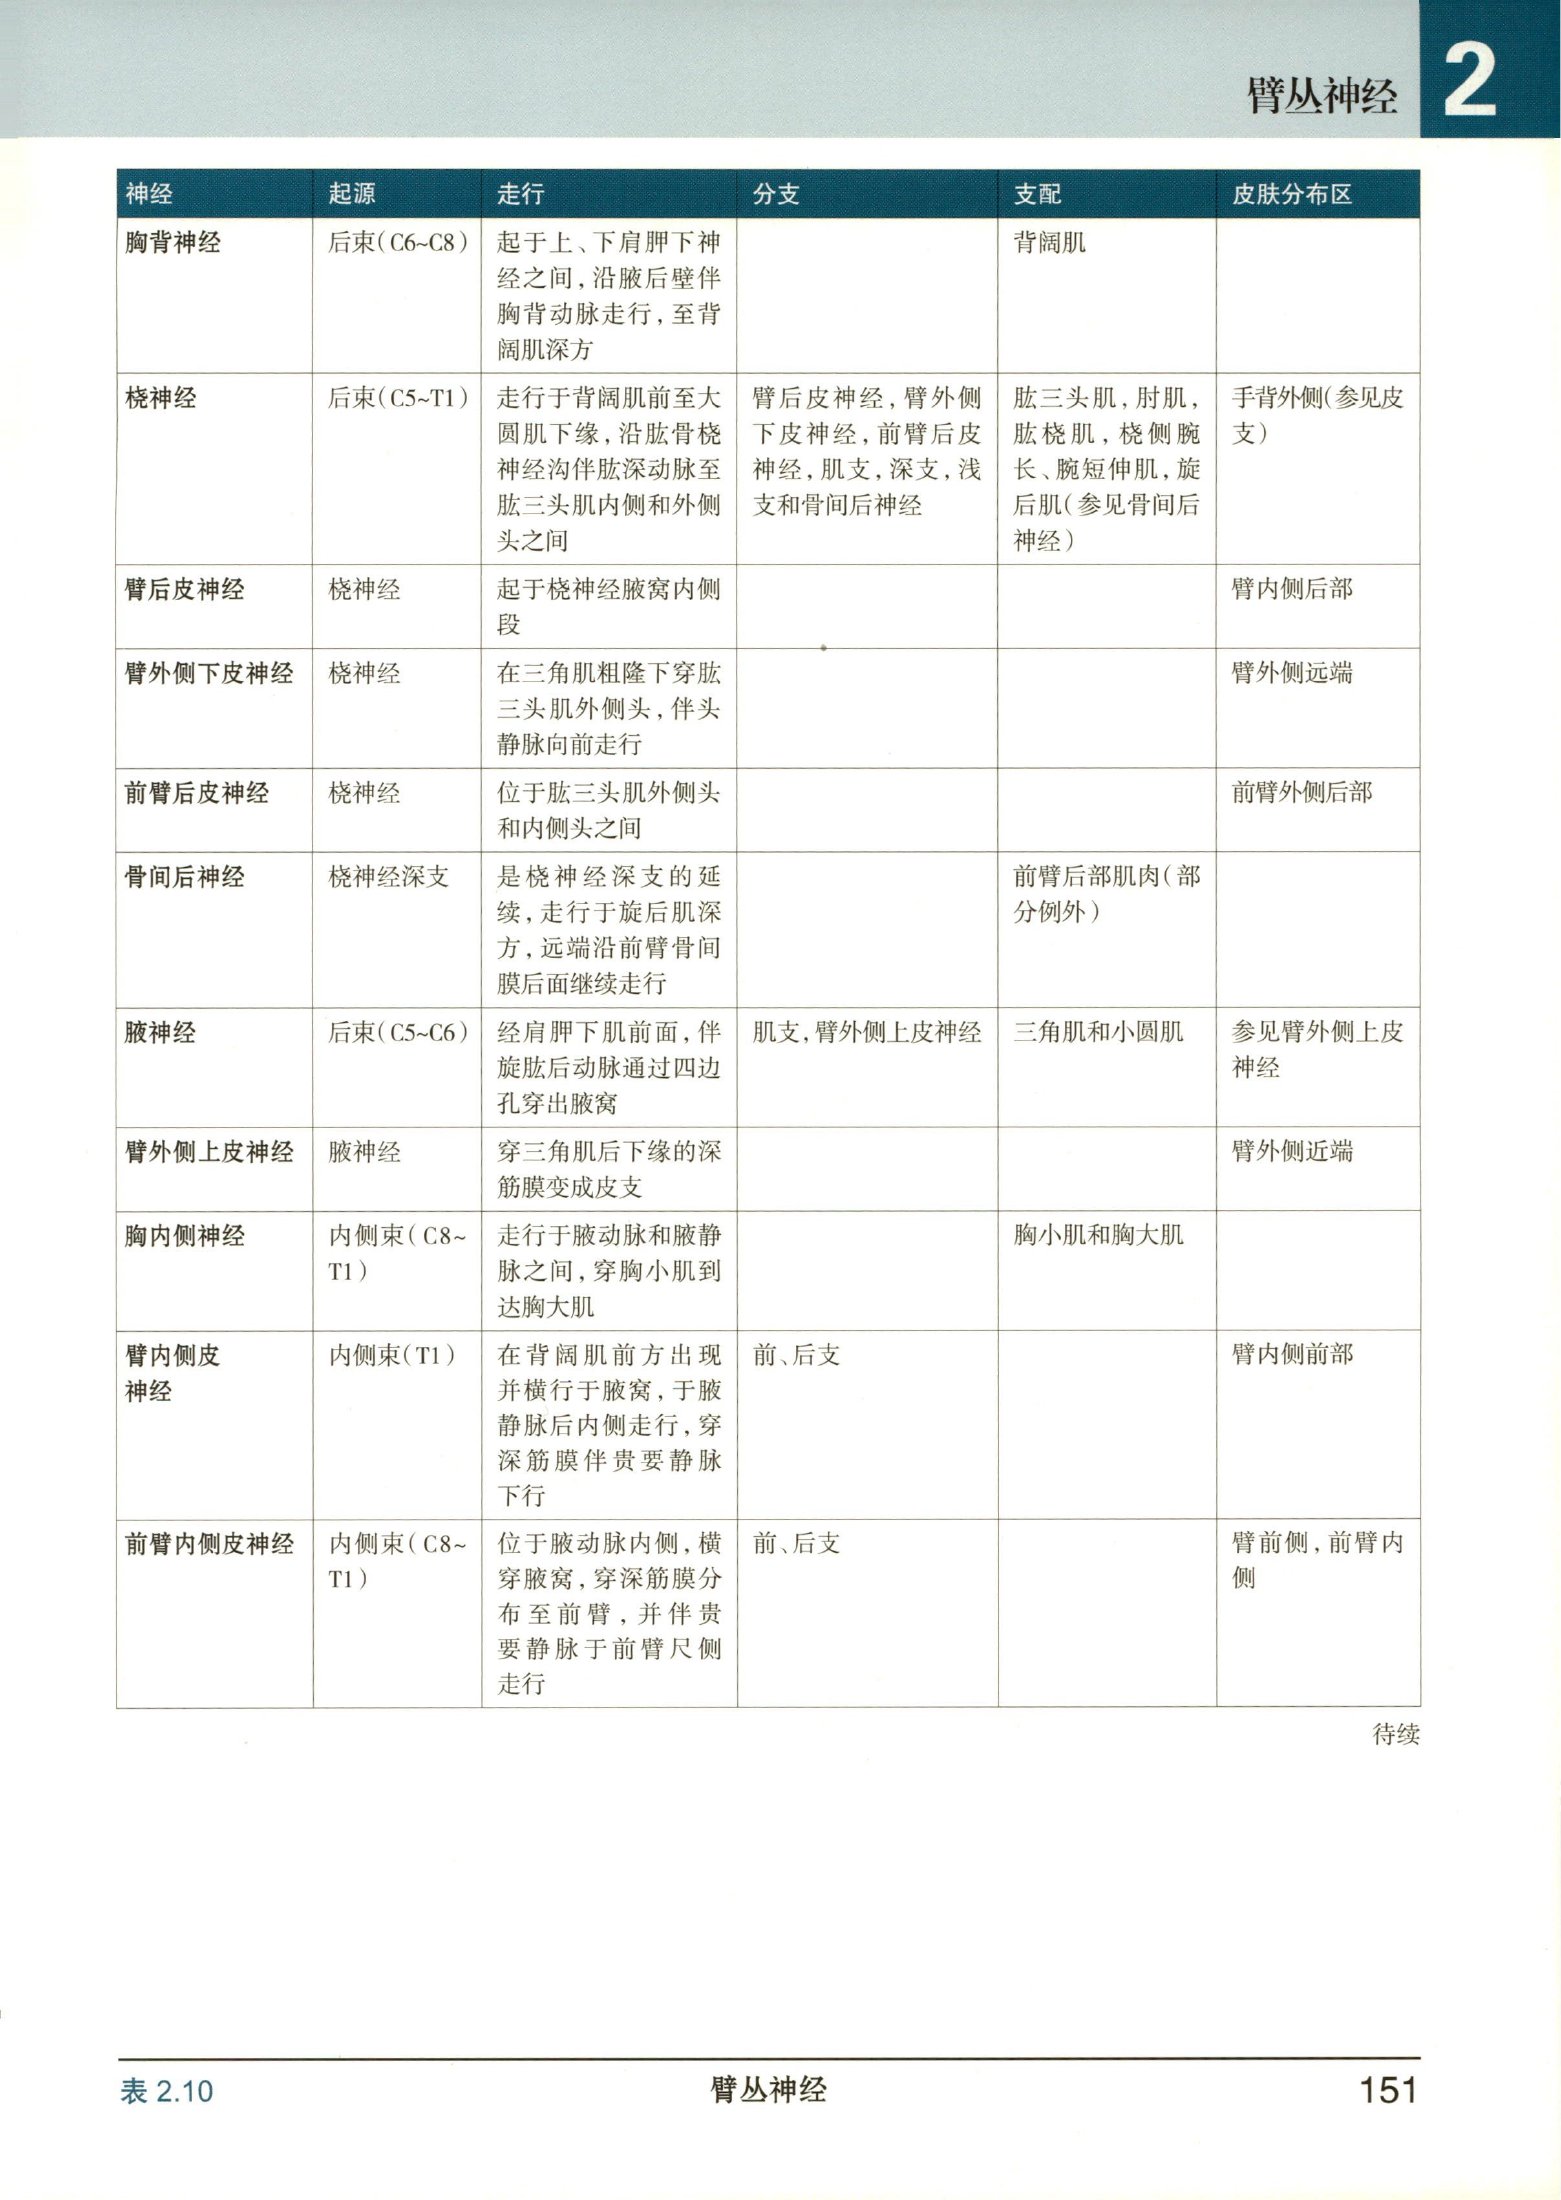 臂丛神经
2
神经 起源 走行 分支 支配 皮肤分布区
胸背神经 后束(C6~C8) 起于上、下肩胛下神 背阔肌
经之间,沿腋后壁伴
胸背动脉走行,至背
阔肌深方
桡神经 后束(C5~T1) 走行于背阔肌前至大 臂后皮神经,臂外侧 肱三头肌,肘肌, 手背外侧(参见皮
圆肌下缘,沿肱骨桡 下皮神经,前臂后皮 肱桡肌,桡侧腕 支)
神经沟伴肱深动脉至 神经,肌支,深支,浅 长、腕短伸肌,旋
肱三头肌内侧和外侧 支和骨间后神经 后肌(参见骨间后
头之间 神经)
臂后皮神经 桡神经 起于桡神经腋窝内侧 臂内侧后部
段
臂外侧下皮神经 桡神经 在三角肌粗隆下穿肱 臂外侧远端
三头肌外侧头,伴头
静脉向前走行
前臂后皮神经 桡神经 位于肱三头肌外侧头 前臂外侧后部
和内侧头之间
骨间后神经 桡神经深支 是桡神经深支的延 前臂后部肌肉(部
续,走行于旋后肌深 分例外)
方,远端沿前臂骨间
膜后面继续走行
腋神经 后束(C5~C6) 经肩胛下肌前面,伴 肌支,臂外侧上皮神经 三角肌和小圆肌 参见臂外侧上皮
旋肱后动脉通过四边 神经
孔穿出腋窝
臂外侧上皮神经 腋神经 穿三角肌后下缘的深 臂外侧近端
筋膜变成皮支
胸内侧神经 内侧束(C8~ 走行于腋动脉和腋静 胸小肌和胸大肌
T1) 脉之间,穿胸小肌到
达胸大肌
臂内侧皮 内侧束(T1) 在背阔肌前方出现 前、后支 臂内侧前部
神经 并横行于腋窝,于腋
静脉后内侧走行,穿
深筋膜伴贵要静脉
下行
前臂内侧皮神经 内侧束(C8~ 位于腋动脉内侧,横 前、后支 臂前侧,前臂内
T1) 穿腋窝,穿深筋膜分 侧
布至前臂,并伴贵
要静脉于前臂尺侧
走行
待续
表 2.10 臂丛神经 151